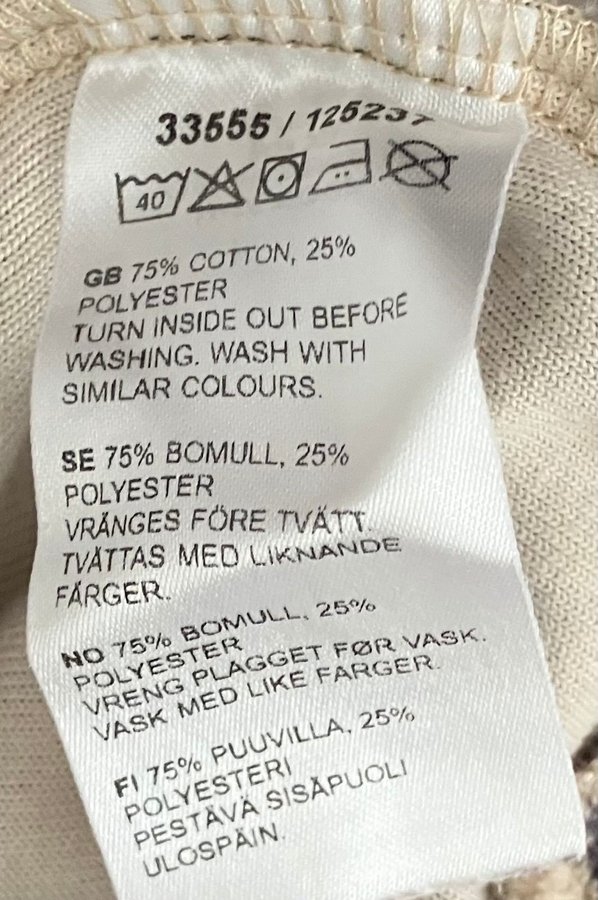 33555 / 125237
40
GB 75% COTTON, 25%
POLYESTER
TURN INSIDE OUT BEFORE
WASHING. WASH WITH
SIMILAR COLOURS.
SE 75% BOMULL, 25%
POLYESTER
VRÄNGES FÖRE TVÄTT.
TVÄTTAS MED LIKNANDE
FÄRGER.
NO 75% BOMULL, 25%
POLYESTER
VRENG PLAGGET FØR VASK.
VASK MED LIKE FARGER.
FI 75% PUUVILLA, 25%
POLYESTERI
PESTÄVÄ SISÄPUOLI
ULOSPÄIN.